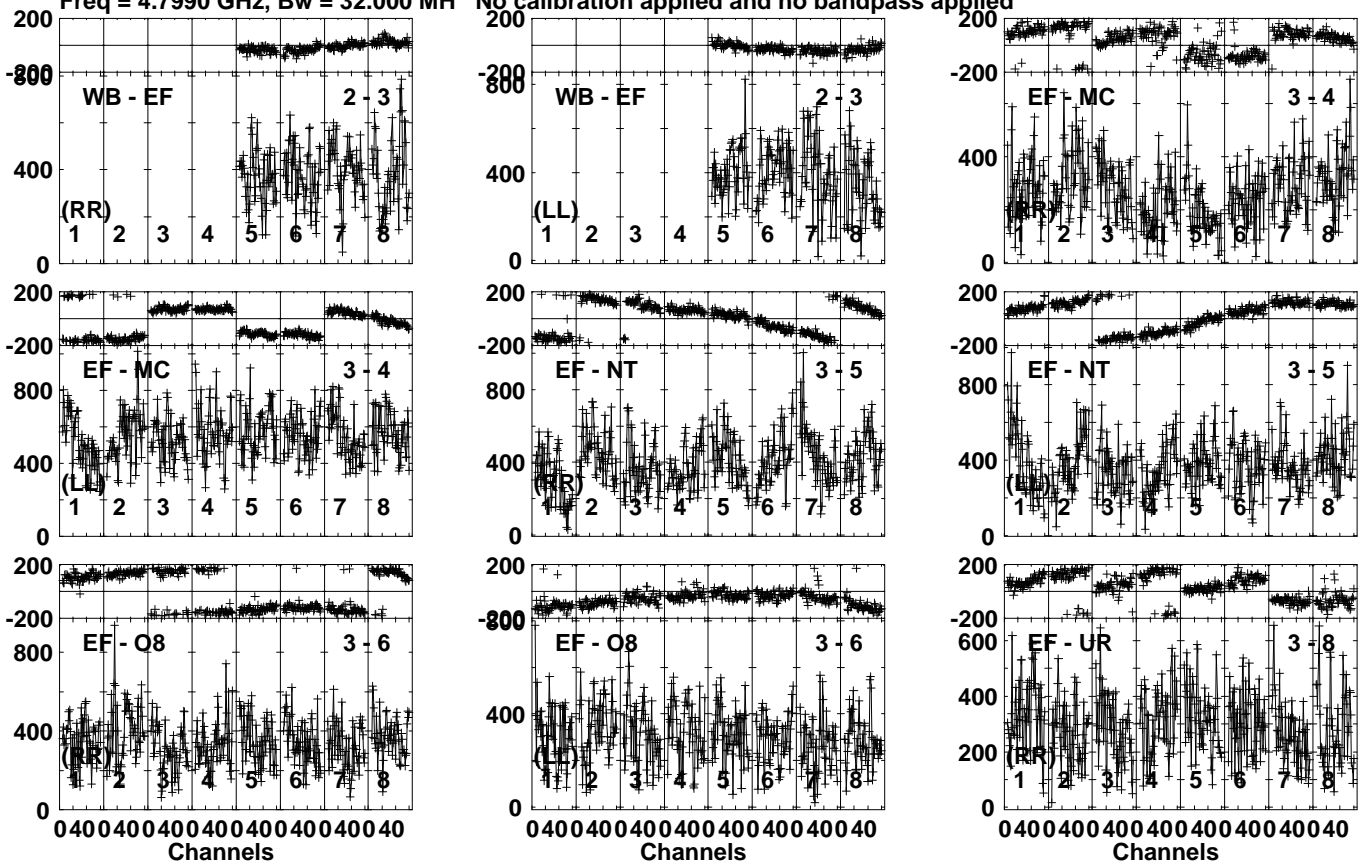 Freq = 4.7990 GHz, Bw = 32.000 MH No calibration applied and no bandpass applied
200
-200
800
WB - EF 2 - 3
400
(RR)
1 2 3 4 5 6 7 8
0
200
-200
800
WB - EF 2 - 3
400
(LL)
1 2 3 4 5 6 7 8
0
200
-200
EF - MC 3 - 4
400
(RR)
1 2 3 4 5 6 7 8
0
200
-200
EF - MC 3 - 4
800
400
(LL)
1 2 3 4 5 6 7 8
0
200
-200
EF - NT 3 - 5
800
400
(RR)
1 2 3 4 5 6 7 8
0
200
-200
EF - NT 3 - 5
800
400
(LL)
1 2 3 4 5 6 7 8
0
200
-200
EF - O8 3 - 6
800
400
(RR)
1 2 3 4 5 6 7 8
0
200
-200
800
EF - O8 3 - 6
400
(LL)
1 2 3 4 5 6 7 8
0
200
-200
EF - UR 3 - 8
600
400
200
(RR)
1 2 3 4 5 6 7 8
0
0 40 0 40 0 40 0 40 0 40 0 40 0 40 0 40
Channels
0 40 0 40 0 40 0 40 0 40 0 40 0 40 0 40
Channels
0 40 0 40 0 40 0 40 0 40 0 40 0 40 0 40
Channels